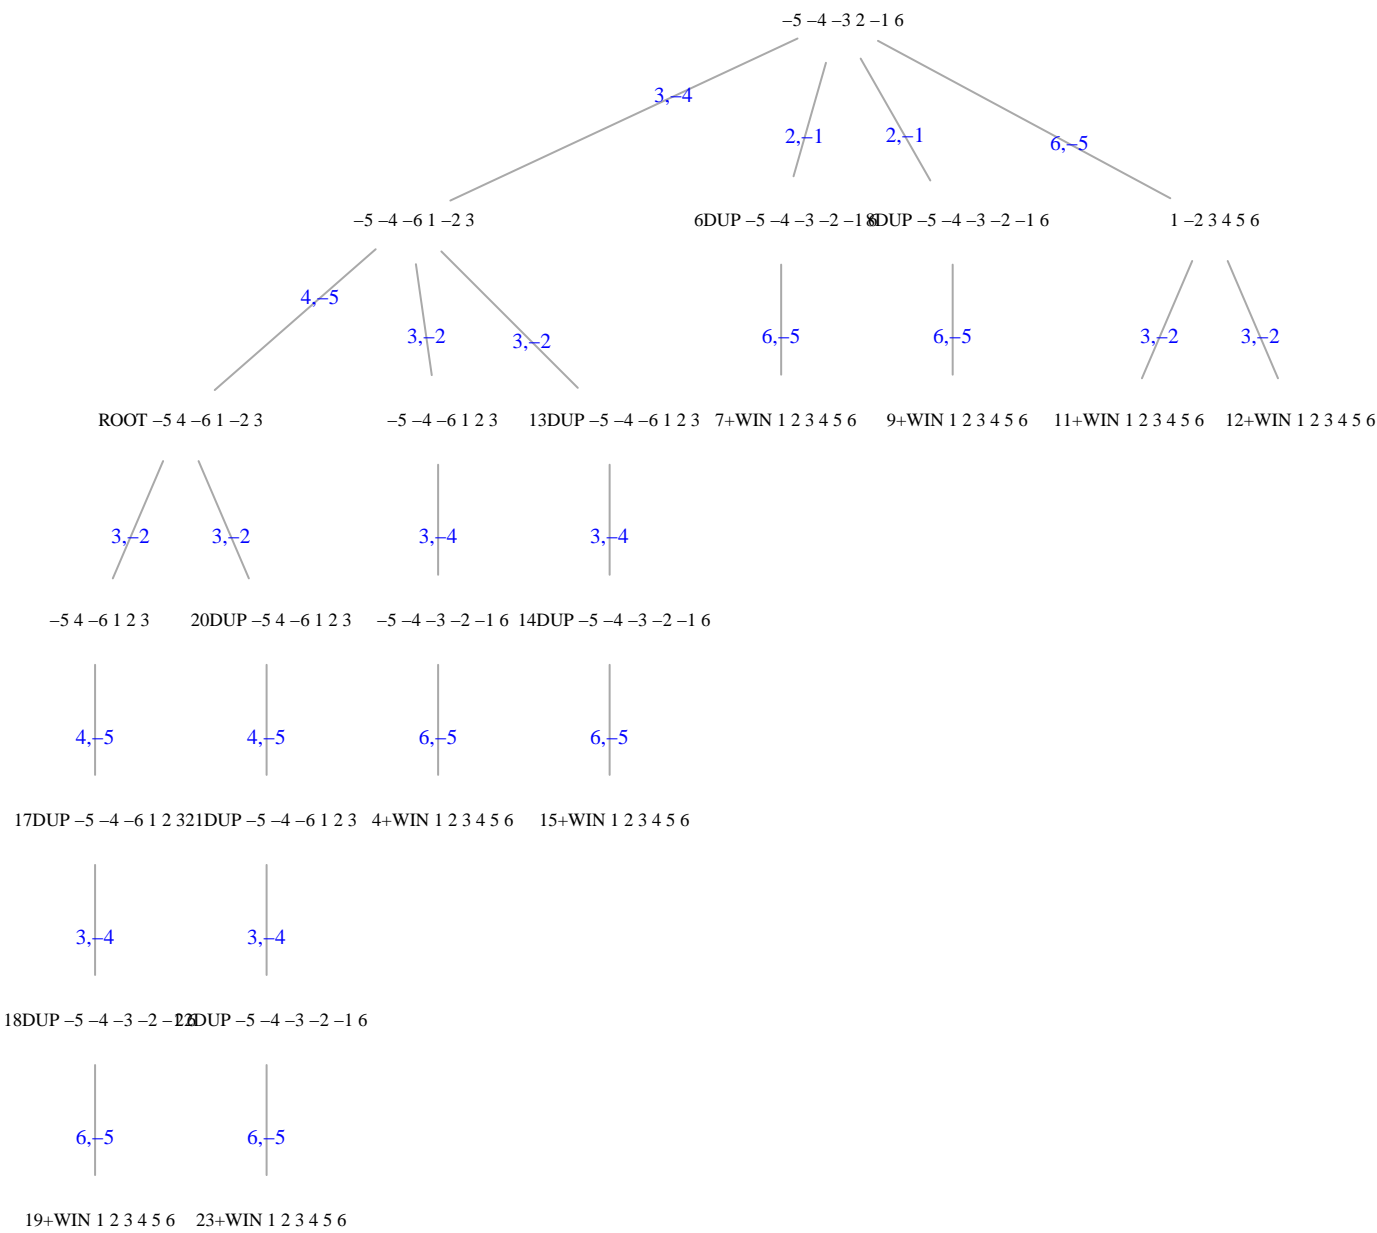 −5 −4 −3 2 −1 6
3,−4
2,−1
2,−1
6,−5
−5 −4 −6 1 −2 3
6DUP −5 −4 −3 −2 −1 6
8DUP −5 −4 −3 −2 −1 6
1 −2 3 4 5 6
4,−5
3,−2
3,−2
6,−5
6,−5
3,−2
3,−2
ROOT −5 4 −6 1 −2 3
−5 −4 −6 1 2 3
13DUP −5 −4 −6 1 2 3
7+WIN 1 2 3 4 5 6
9+WIN 1 2 3 4 5 6
11+WIN 1 2 3 4 5 6
12+WIN 1 2 3 4 5 6
3,−2
3,−2
3,−4
3,−4
−5 4 −6 1 2 3
20DUP −5 4 −6 1 2 3
−5 −4 −3 −2 −1 6
14DUP −5 −4 −3 −2 −1 6
4,−5
4,−5
6,−5
6,−5
17DUP −5 −4 −6 1 2 3
21DUP −5 −4 −6 1 2 3
4+WIN 1 2 3 4 5 6
15+WIN 1 2 3 4 5 6
3,−4
3,−4
18DUP −5 −4 −3 −2 −1 6
22DUP −5 −4 −3 −2 −1 6
6,−5
6,−5
19+WIN 1 2 3 4 5 6
23+WIN 1 2 3 4 5 6